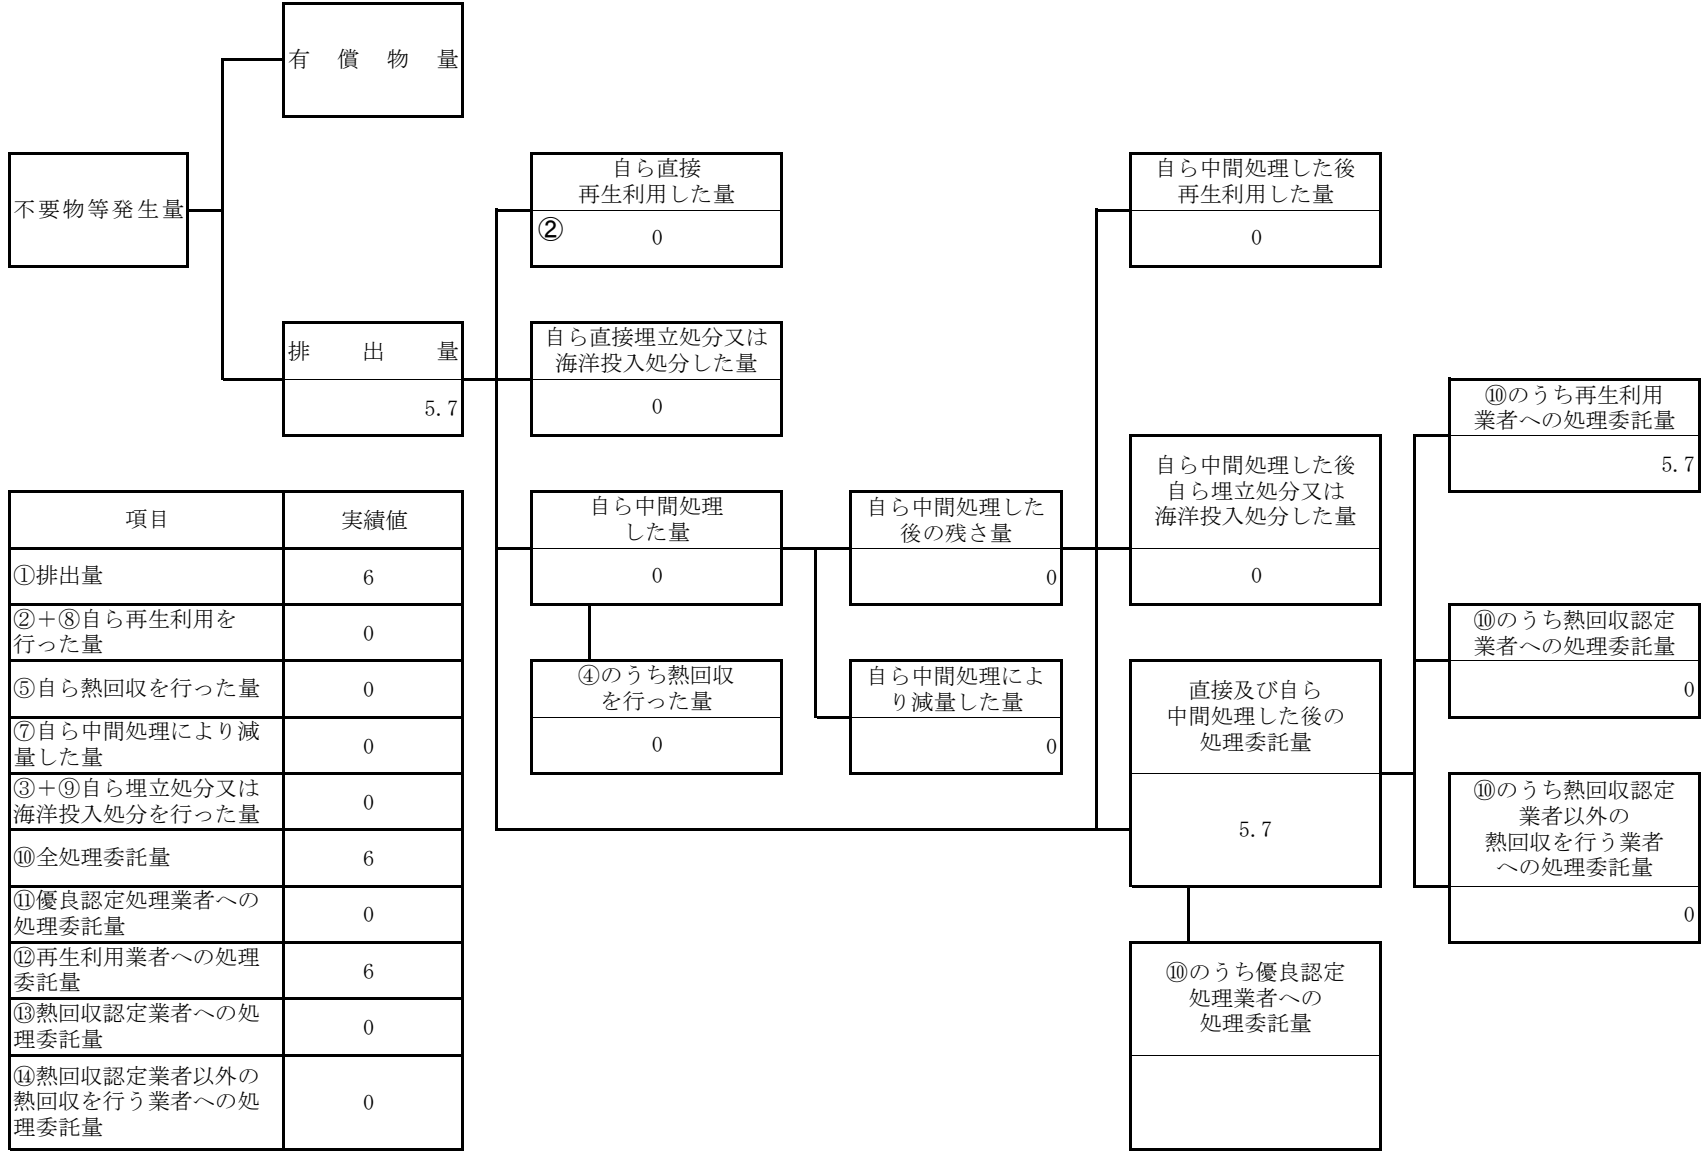 有償物量
不要物等発生量
排出量
5.7
自ら直接
再生利用した量
②
0
自ら直接埋立処分又は
海洋投入処分した量
0
自ら中間処理
した量
0
④のうち熱回収
を行った量
0
自ら中間処理した
後の残さ量
0
自ら中間処理によ
り減量した量
0
自ら中間処理した後
再生利用した量
0
自ら中間処理した後
自ら埋立処分又は
海洋投入処分した量
0
直接及び自ら
中間処理した後の
処理委託量
5.7
⑩のうち優良認定
処理業者への
処理委託量
⑩のうち再生利用
業者への処理委託量
5.7
⑩のうち熱回収認定
業者への処理委託量
0
⑩のうち熱回収認定
業者以外の
熱回収を行う業者
への処理委託量
0
項目 実績値
①排出量 6
②+⑧自ら再生利用を
行った量 0
⑤自ら熱回収を行った量 0
⑦自ら中間処理により減
量した量 0
③+⑨自ら埋立処分又は
海洋投入処分を行った量 0
⑩全処理委託量 6
⑪優良認定処理業者への
処理委託量 0
⑫再生利用業者への処理
委託量 6
⑬熱回収認定業者への処
理委託量 0
⑭熱回収認定業者以外の
熱回収を行う業者への処
理委託量 0